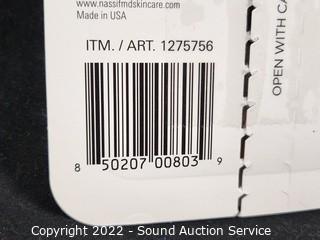 www.nassifmdskincare.com
Made in USA
ITM. / ART. 1275756
8 50207 00803 9
OPEN WITH CA
Copyright 2022 - Sound Auction Service